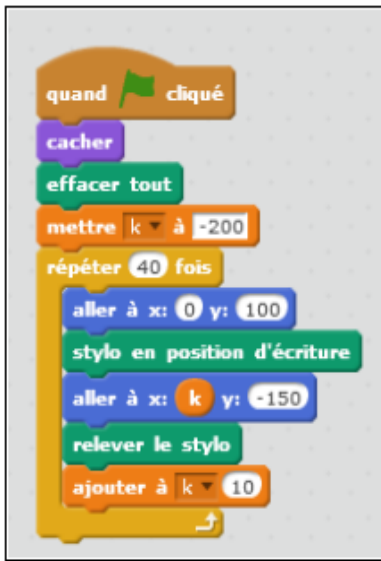 quand cliqué
cacher
effacer tout
mettre k à -200
répéter 40 fois
aller à x: 0 y: 100
stylo en position d'écriture
aller à x: k y: -150
relever le stylo
ajouter à k 10